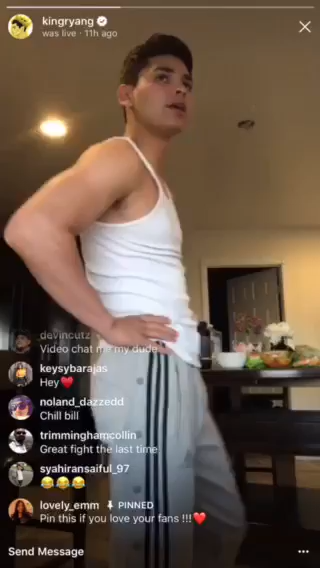 kingryang
was live · 11h ago
devincutz
Video chat me my dude
keysybarajas
Hey❤️
noland_dazzedd
Chill bill
trimminghamcollin
Great fight the last time
syahiransaiful_97
😂😂😂
lovely_emm PINNED
Pin this if you love your fans !!!❤️
Send Message